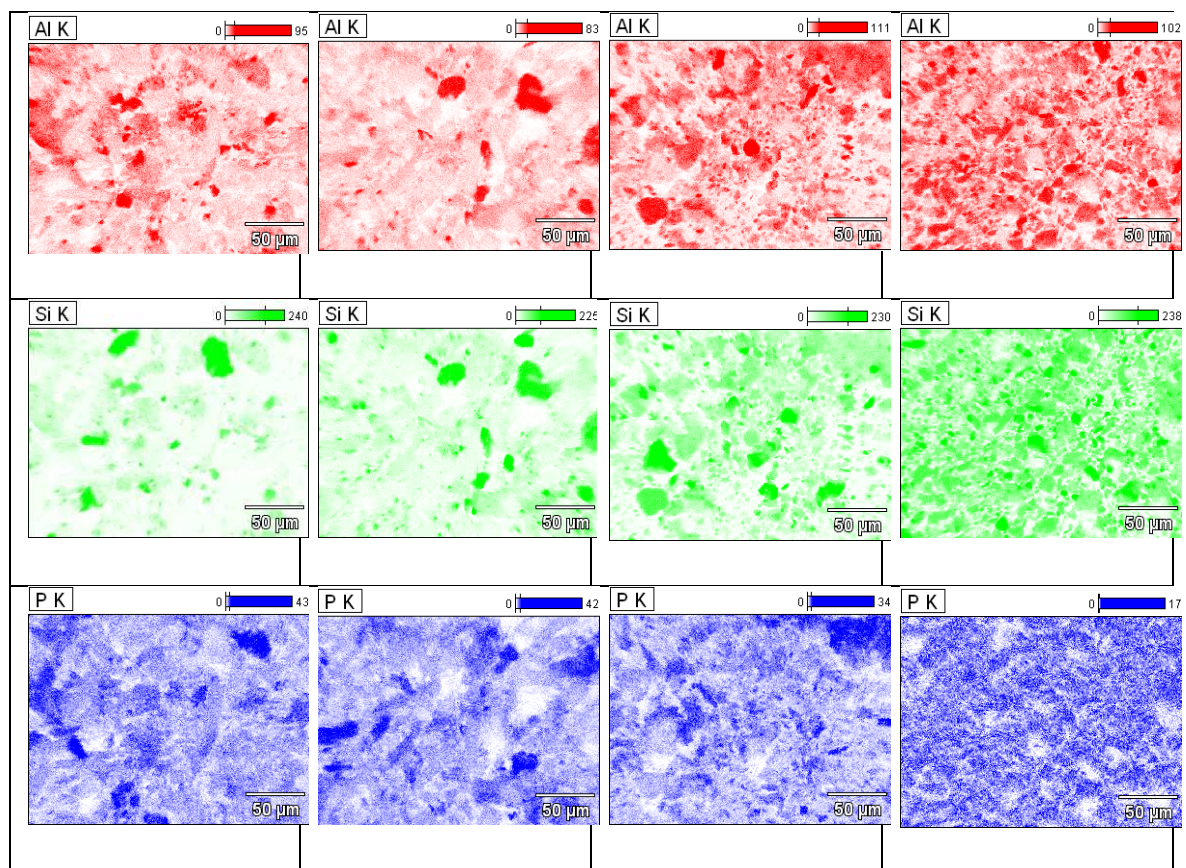 Al K 0 95
50 µm
Al K 0 83
50 µm
Al K 0 111
50 µm
Al K 0 102
50 µm
Si K 0 240
50 µm
Si K 0 225
50 µm
Si K 0 230
50 µm
Si K 0 238
50 µm
P K 0 43
50 µm
P K 0 42
50 µm
P K 0 34
50 µm
P K 0 17
50 µm